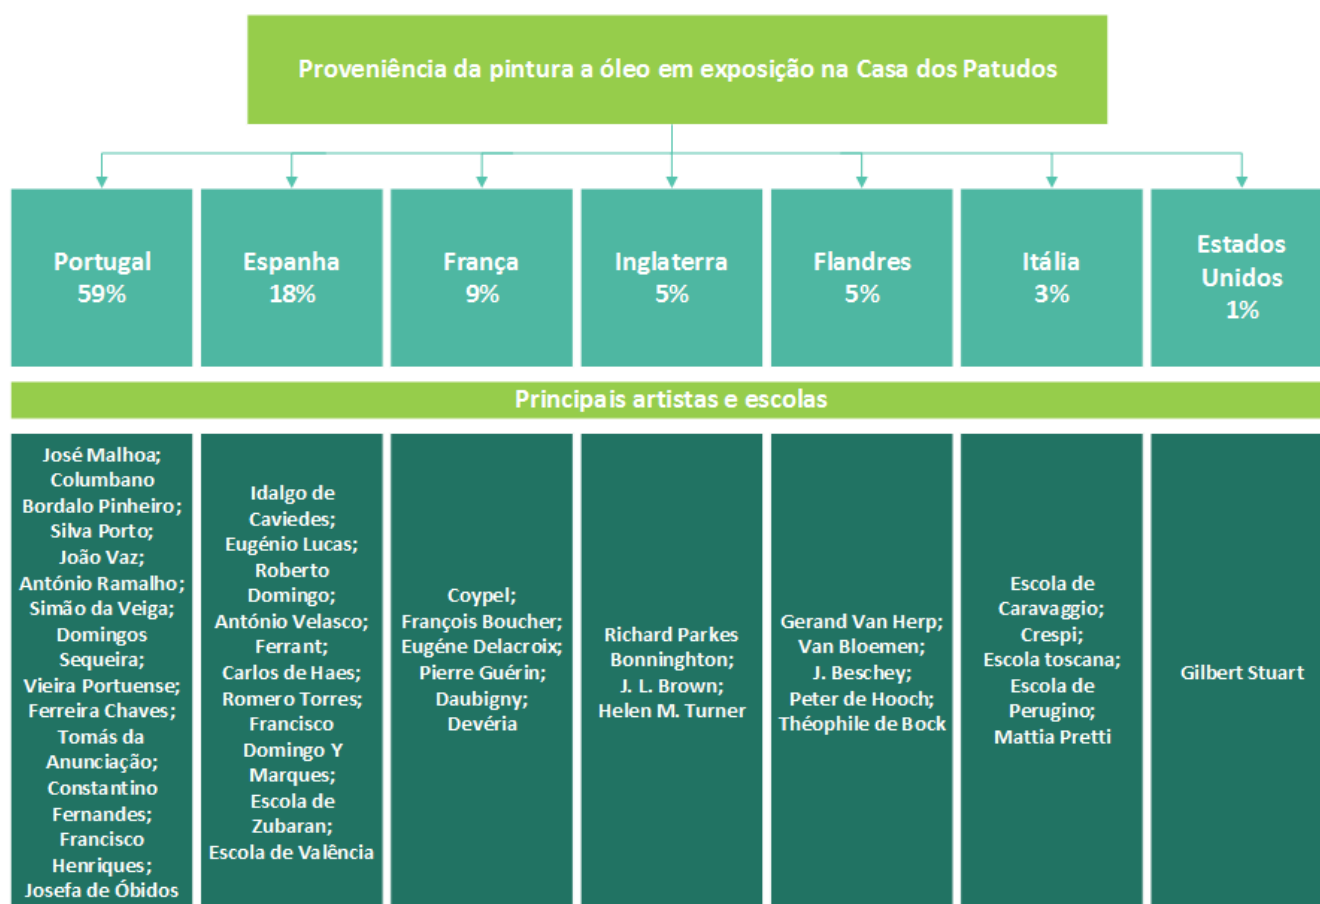 Proveniência da pintura a óleo em exposição na Casa dos Patudos
Portugal
59%
Espanha
18%
França
9%
Inglaterra
5%
Flandres
5%
Itália
3%
Estados
Unidos
1%
Principais artistas e escolas
José Malhoa;
Columbano
Bordalo Pinheiro;
Silva Porto;
João Vaz;
António Ramalho;
Simão da Veiga;
Domingos
Sequeira;
Vieira Portuense;
Ferreira Chaves;
Tomás da
Anunciação;
Constantino
Fernandes;
Francisco
Henriques;
Josefa de Óbidos
Idalgo de
Caviedes;
Eugénio Lucas;
Roberto
Domingo;
António Velasco;
Ferrant;
Carlos de Haes;
Romero Torres;
Francisco
Domingo Y
Marques;
Escola de
Zubaran;
Escola de Valência
Coypel;
François Boucher;
Eugéne Delacroix;
Pierre Guérin;
Daubigny;
Devéria
Richard Parkes
Bonninghton;
J. L. Brown;
Helen M. Turner
Gerand Van Herp;
Van Bloemen;
J. Beschey;
Peter de Hooch;
Théophile de Bock
Escola de
Caravaggio;
Crespi;
Escola toscana;
Escola de
Perugino;
Mattia Pretti
Gilbert Stuart